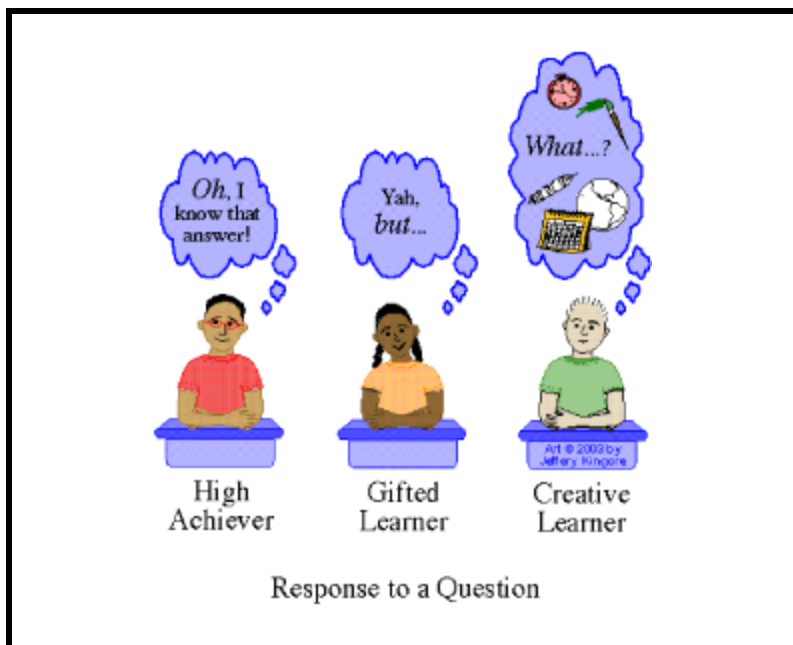 Oh, I
know that
answer!
Yah,
but...
What...?
Art © 2003 by
Jeffery Kingore
High
Achiever
Gifted
Learner
Creative
Learner
Response to a Question